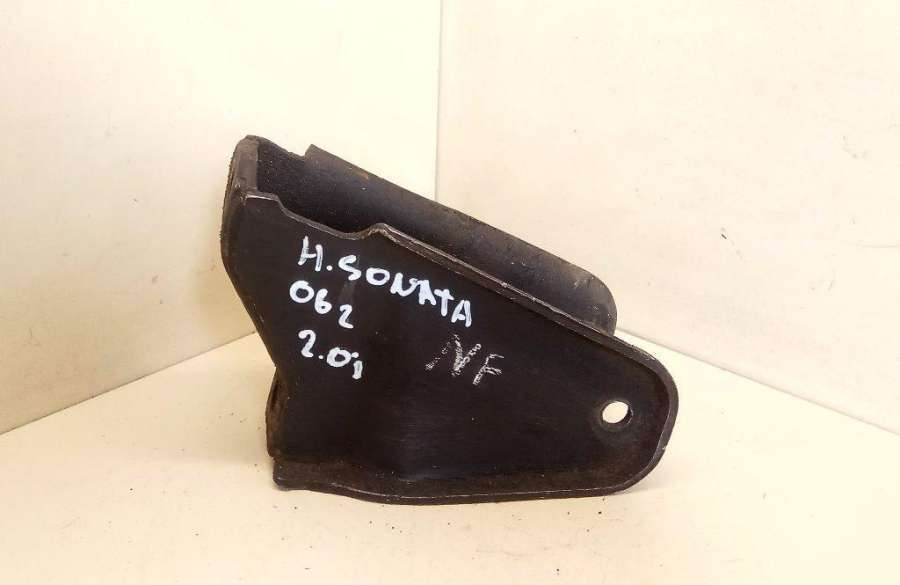 H. SONATA
062
2.0i
NF